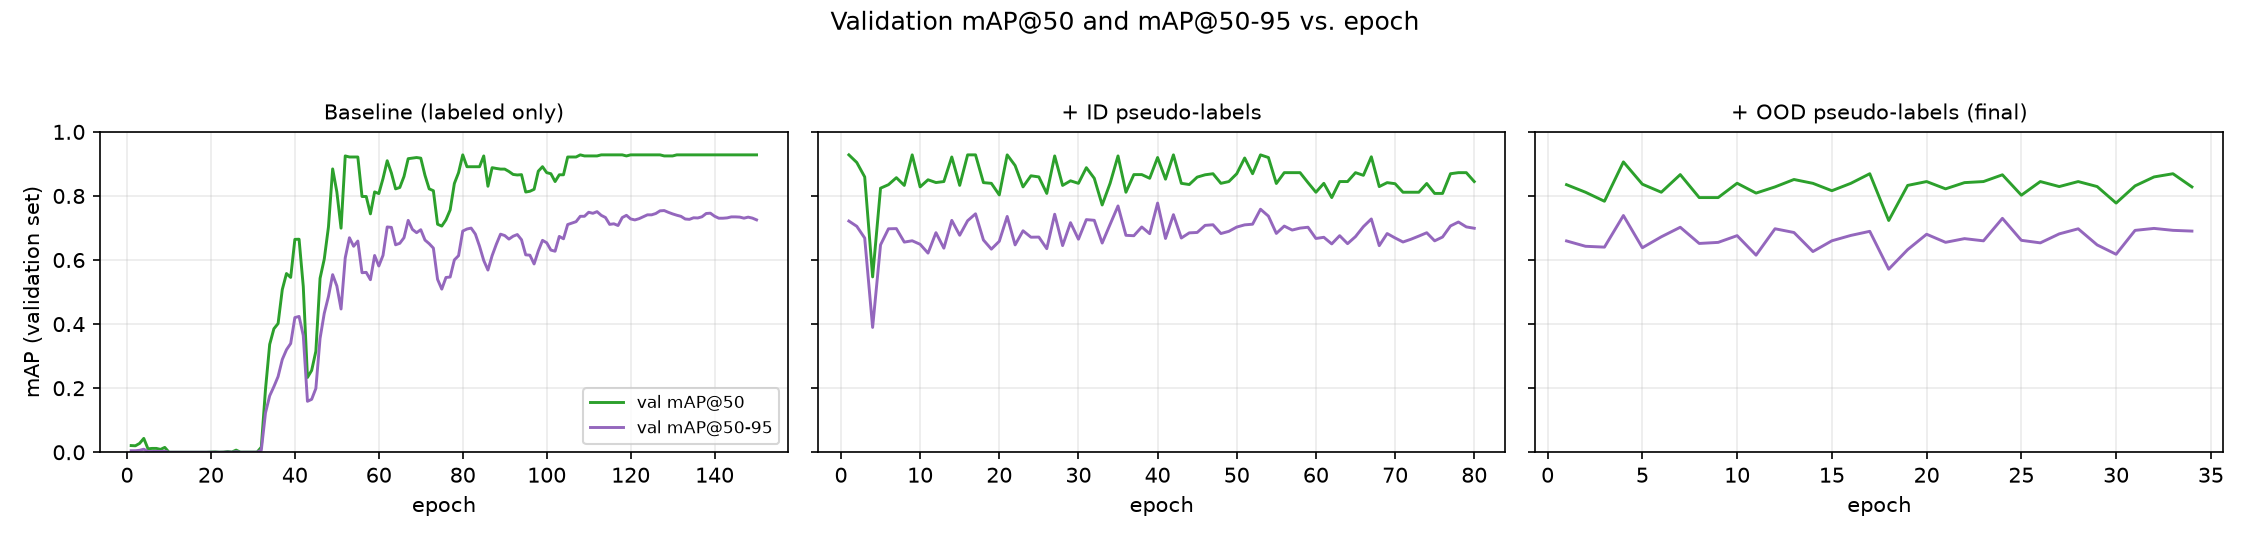 Validation mAP@50 and mAP@50-95 vs. epoch
Baseline (labeled only)
+ ID pseudo-labels
+ OOD pseudo-labels (final)
mAP (validation set)
1.0
0.8
0.6
0.4
0.2
0.0
val mAP@50
val mAP@50-95
0 20 40 60 80 100 120 140
0 10 20 30 40 50 60 70 80
0 5 10 15 20 25 30 35
epoch
epoch
epoch